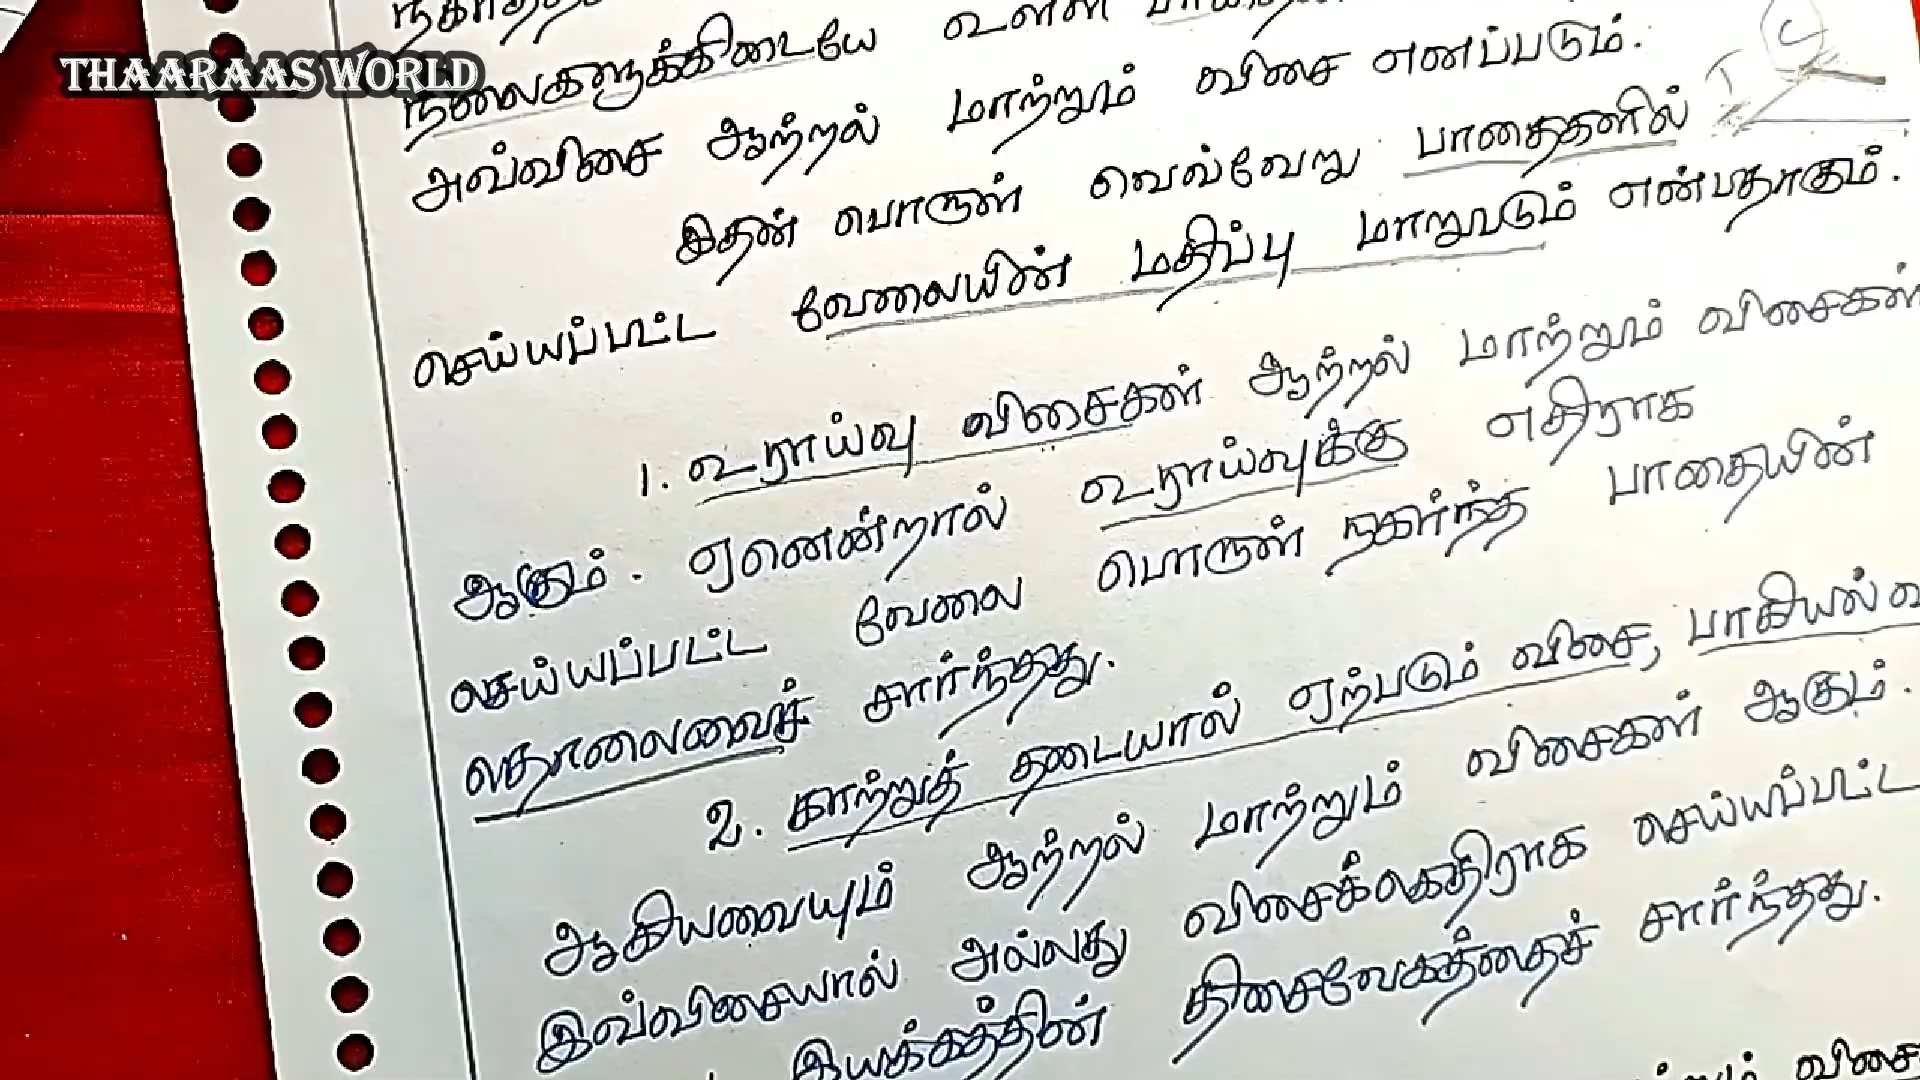 THAARAAS WORLD
நிலைகளுக்கிடையே உள்ள
அவ்விசை ஆற்றல் மாற்றும் விசை எனப்படும்.
இதன் பொருள் வெவ்வேறு பாதைகளில்
செய்யப்பட்ட வேலையின் மதிப்பு மாறுபடும் என்பதாகும்.
1. உராய்வு விசைகள் ஆற்றல் மாற்றும் விசைகள்
ஆகும். ஏனென்றால் உராய்வுக்கு எதிராக
செய்யப்பட்ட வேலை பொருள் நகர்ந்த பாதையின்
தொலைவைச் சார்ந்தது.
2. காற்றுத் தடையால் ஏற்படும் விசை, பாகியல்
ஆகியவையும் ஆற்றல் மாற்றும் விசைகள் ஆகும்.
இவ்விசையால் அல்லது விசைக்கெதிராக செய்யப்பட்ட
இயக்கத்தின் திசைவேகத்தைச் சார்ந்தது.